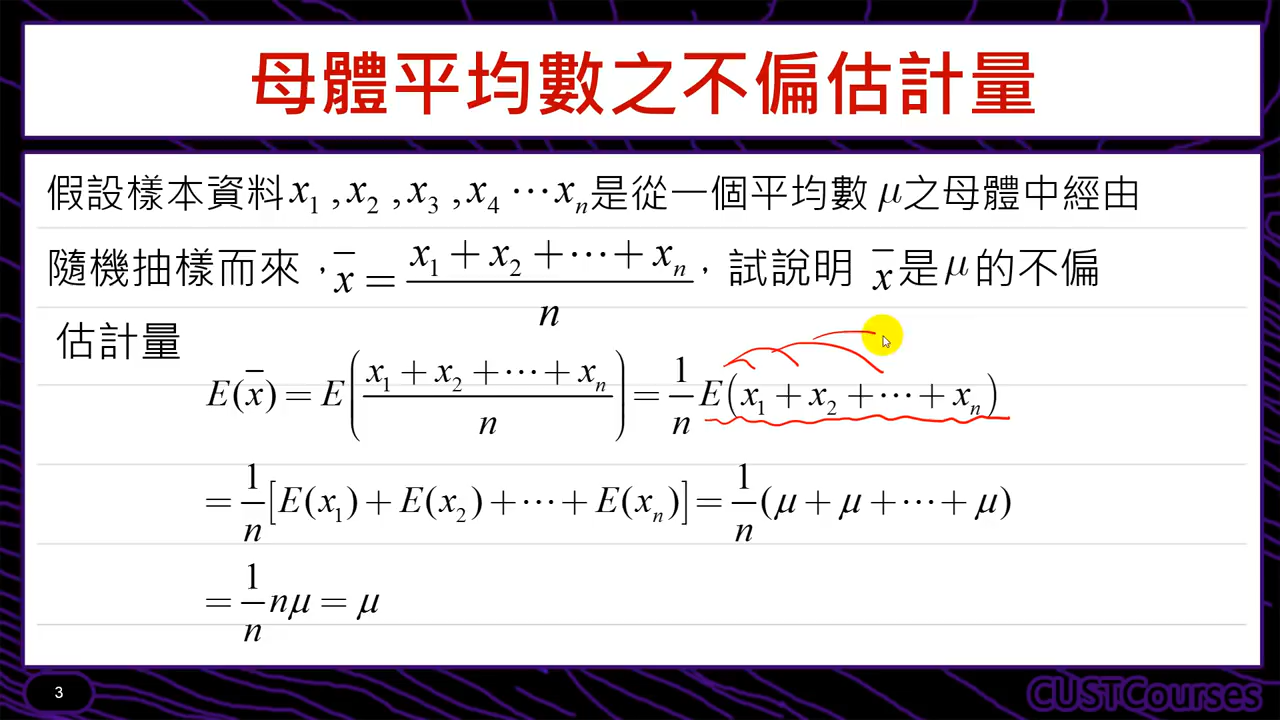 母體平均數之不偏估計量
假設樣本資料 x₁ , x₂ , x₃ , x₄ ⋯ xₙ 是從一個平均數 μ 之母體中經由
隨機抽樣而來，x̄ = (x₁ + x₂ + ⋯ + xₙ)/n，試說明 x̄ 是 μ 的不偏
估計量
E(x̄) = E((x₁ + x₂ + ⋯ + xₙ)/n) = 1/n E(x₁ + x₂ + ⋯ + xₙ)
= 1/n [E(x₁) + E(x₂) + ⋯ + E(xₙ)] = 1/n (μ + μ + ⋯ + μ)
= 1/n nμ = μ
3
CUSTCourses